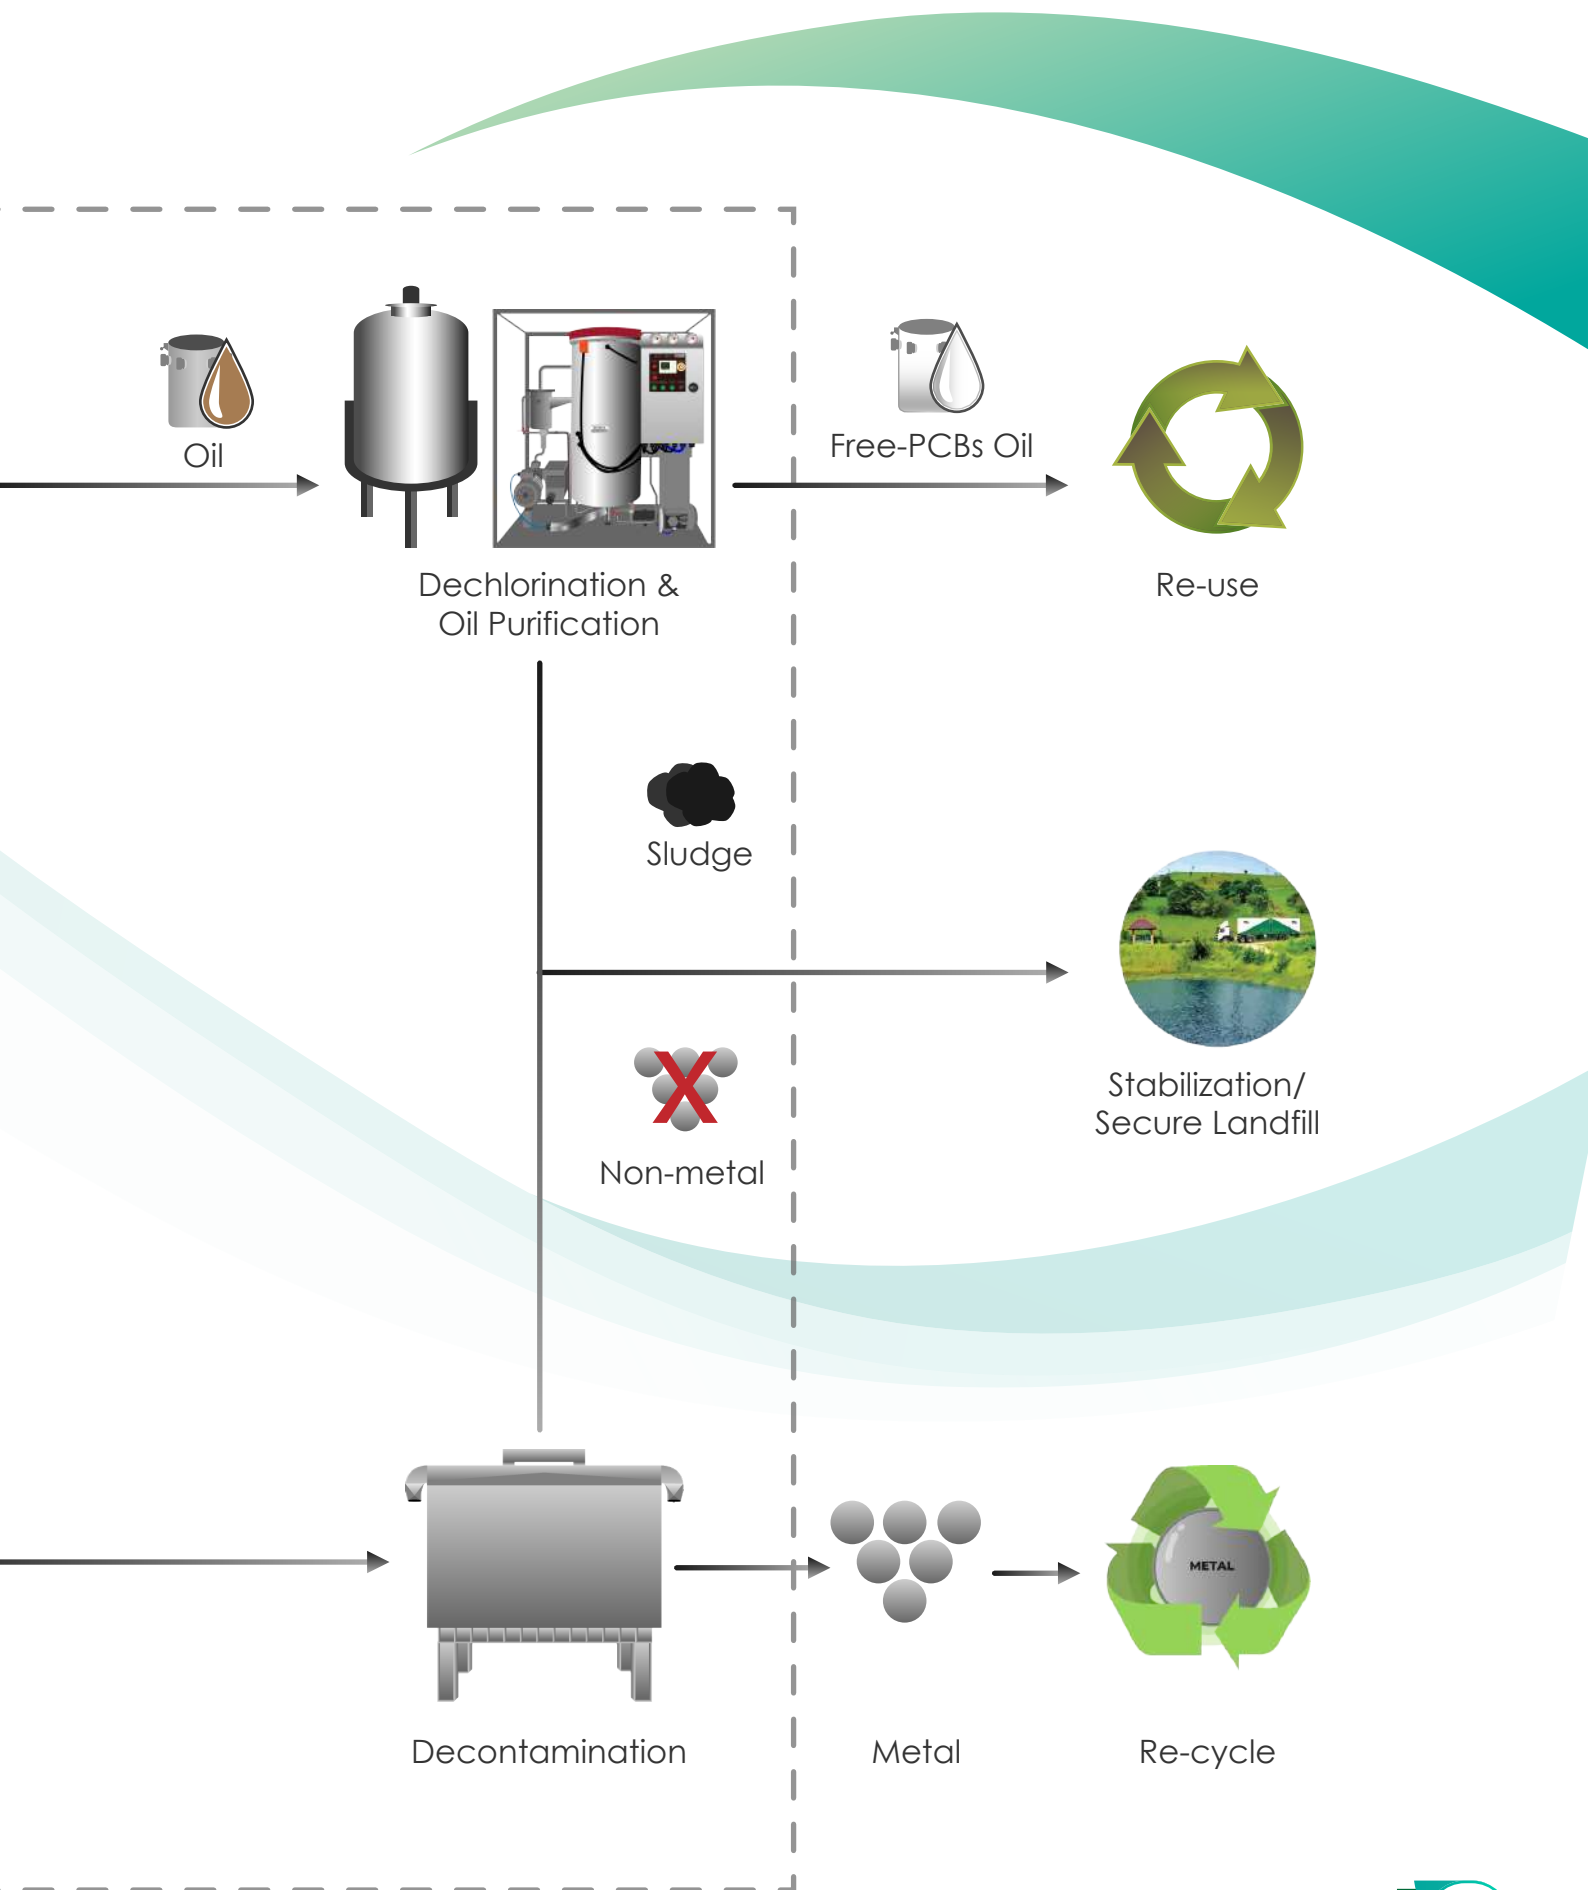 Oil
Free-PCBs Oil
Dechlorination &
Oil Purification
Re-use
Sludge
Stabilization/
Secure Landfill
Non-metal
METAL
Decontamination
Metal
Re-cycle